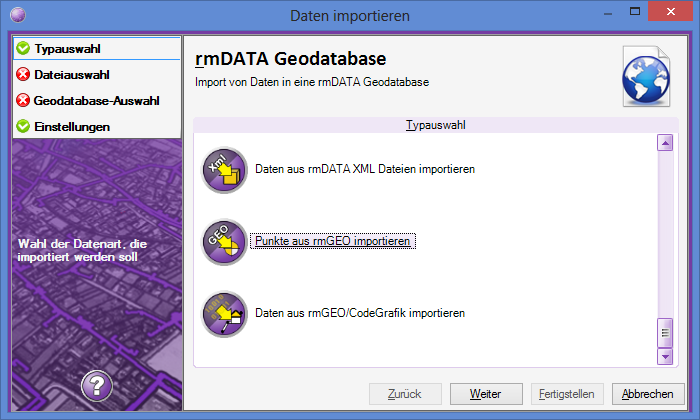 Daten importieren
Typauswahl
Dateiauswahl
Geodatabase-Auswahl
Einstellungen
Wahl der Datenart, die
importiert werden soll
?
rmDATA Geodatabase
Import von Daten in eine rmDATA Geodatabase
Typauswahl
Xml
Daten aus rmDATA XML Dateien importieren
GEO
Punkte aus rmGEO importieren
Daten aus rmGEO/CodeGrafik importieren
Zurück
Weiter
Fertigstellen
Abbrechen